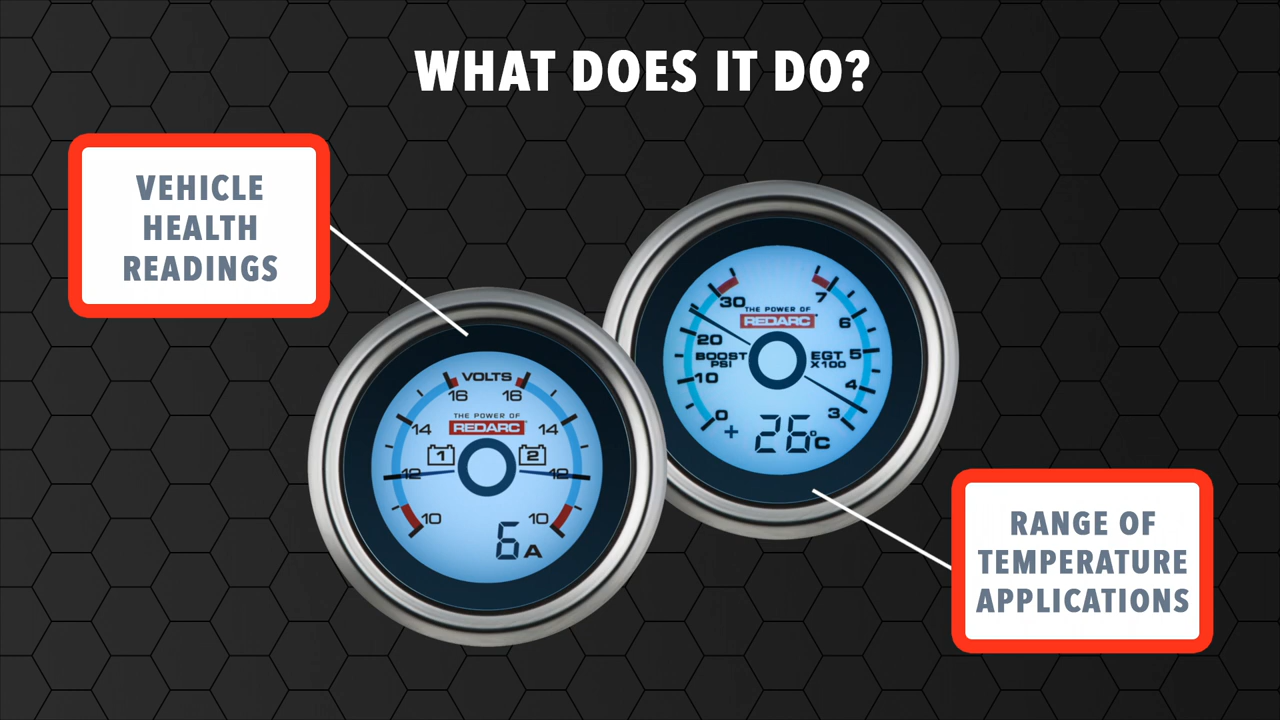 WHAT DOES IT DO?
VEHICLE
HEALTH
READINGS
VOLTS
16 16
THE POWER OF
REDARC
14 14
1 2
12 12
10 10
6 A
30 7
THE POWER OF
REDARC
20 6
BOOST
PSI
EGT
X100
5
10 4
0 3
+ 26°C
RANGE OF
TEMPERATURE
APPLICATIONS